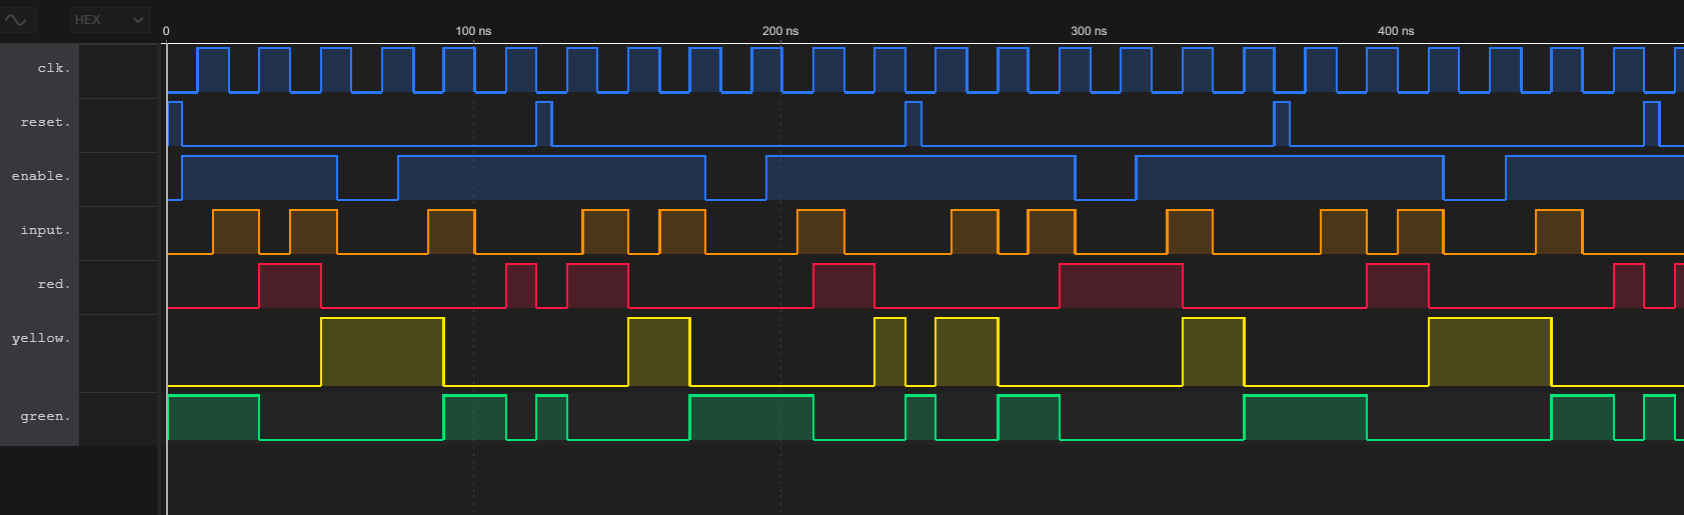 HEX
0 100 ns 200 ns 300 ns 400 ns
clk.
reset.
enable.
input.
red.
yellow.
green.